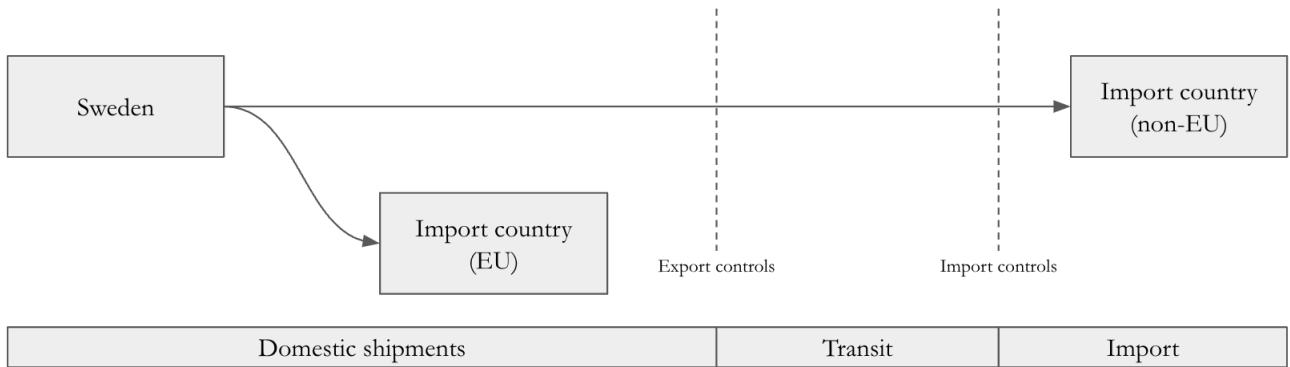 Sweden
Import country
(non-EU)
Import country
(EU)
Export controls
Import controls
Domestic shipments
Transit
Import